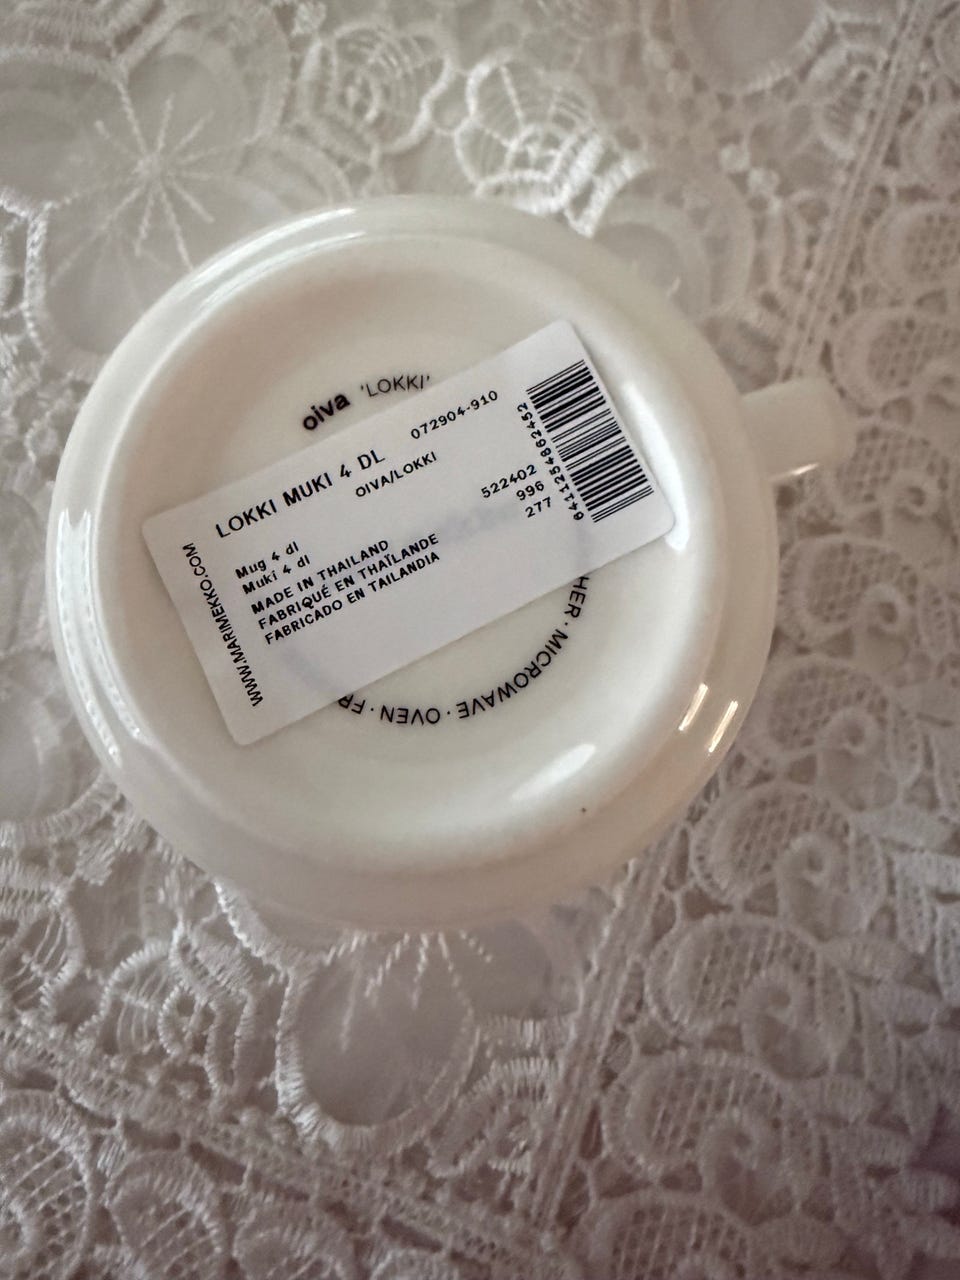 oiva 'LOKKI'
LOKKI MUKI 4 DL
072904-910
OIVA/LOKKI
522402
996
277
Mug 4 dl
Muki 4 dl
MADE IN THAILAND
FABRIQUÉ EN THAÏLANDE
FABRICADO EN TAILANDIA
WWW.MARIMEKKO.COM
6411254862452
HER · MICROWAVE · OVEN · FR